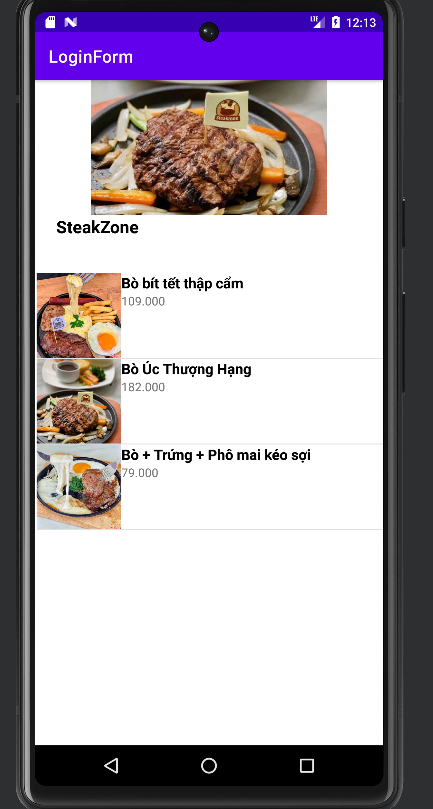 LTE 12:13
LoginForm
SteakZone
Bò bít tết thập cẩm
109.000
Bò Úc Thượng Hạng
182.000
Bò + Trứng + Phô mai kéo sợi
79.000